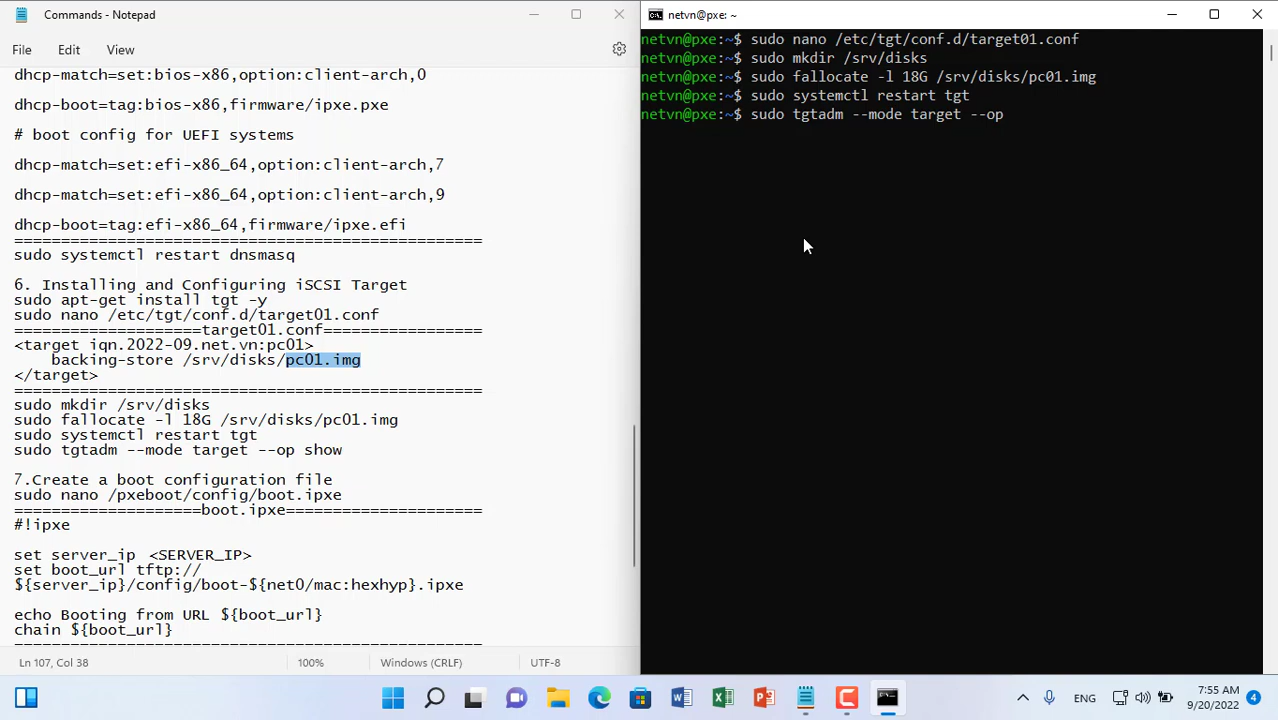 Commands - Notepad
File Edit View
dhcp-match=set:bios-x86,option:client-arch,0
dhcp-boot=tag:bios-x86,firmware/ipxe.pxe
# boot config for UEFI systems
dhcp-match=set:efi-x86_64,option:client-arch,7
dhcp-match=set:efi-x86_64,option:client-arch,9
dhcp-boot=tag:efi-x86_64,firmware/ipxe.efi
==================================================
sudo systemctl restart dnsmasq
6. Installing and Configuring iSCSI Target
sudo apt-get install tgt -y
sudo nano /etc/tgt/conf.d/target01.conf
====================target01.conf=================
<target iqn.2022-09.net.vn:pc01>
backing-store /srv/disks/pc01.img
</target>
==================================================
sudo mkdir /srv/disks
sudo fallocate -l 18G /srv/disks/pc01.img
sudo systemctl restart tgt
sudo tgtadm --mode target --op show
7.Create a boot configuration file
sudo nano /pxeboot/config/boot.ipxe
====================boot.ipxe=====================
#!ipxe
set server_ip <SERVER_IP>
set boot_url tftp://
${server_ip}/config/boot-${net0/mac:hexhyp}.ipxe
echo Booting from URL ${boot_url}
chain ${boot_url}
==================================================
Ln 107, Col 38 100% Windows (CRLF) UTF-8
netvn@pxe: ~
netvn@pxe:~$ sudo nano /etc/tgt/conf.d/target01.conf
netvn@pxe:~$ sudo mkdir /srv/disks
netvn@pxe:~$ sudo fallocate -l 18G /srv/disks/pc01.img
netvn@pxe:~$ sudo systemctl restart tgt
netvn@pxe:~$ sudo tgtadm --mode target --op
ENG
7:55 AM
9/20/2022
4